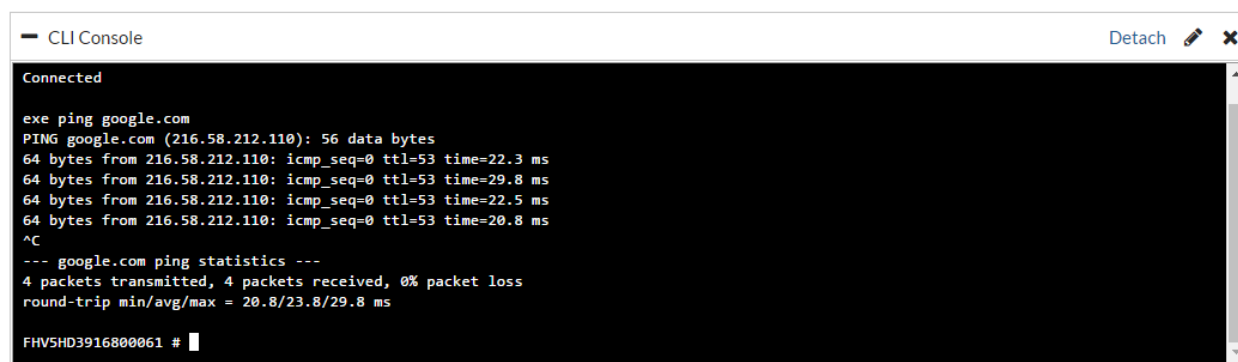 CLI Console
Detach
Connected
exe ping google.com
PING google.com (216.58.212.110): 56 data bytes
64 bytes from 216.58.212.110: icmp_seq=0 ttl=53 time=22.3 ms
64 bytes from 216.58.212.110: icmp_seq=0 ttl=53 time=29.8 ms
64 bytes from 216.58.212.110: icmp_seq=0 ttl=53 time=22.5 ms
64 bytes from 216.58.212.110: icmp_seq=0 ttl=53 time=20.8 ms
^C
--- google.com ping statistics ---
4 packets transmitted, 4 packets received, 0% packet loss
round-trip min/avg/max = 20.8/23.8/29.8 ms
FHV5HD3916800061 #